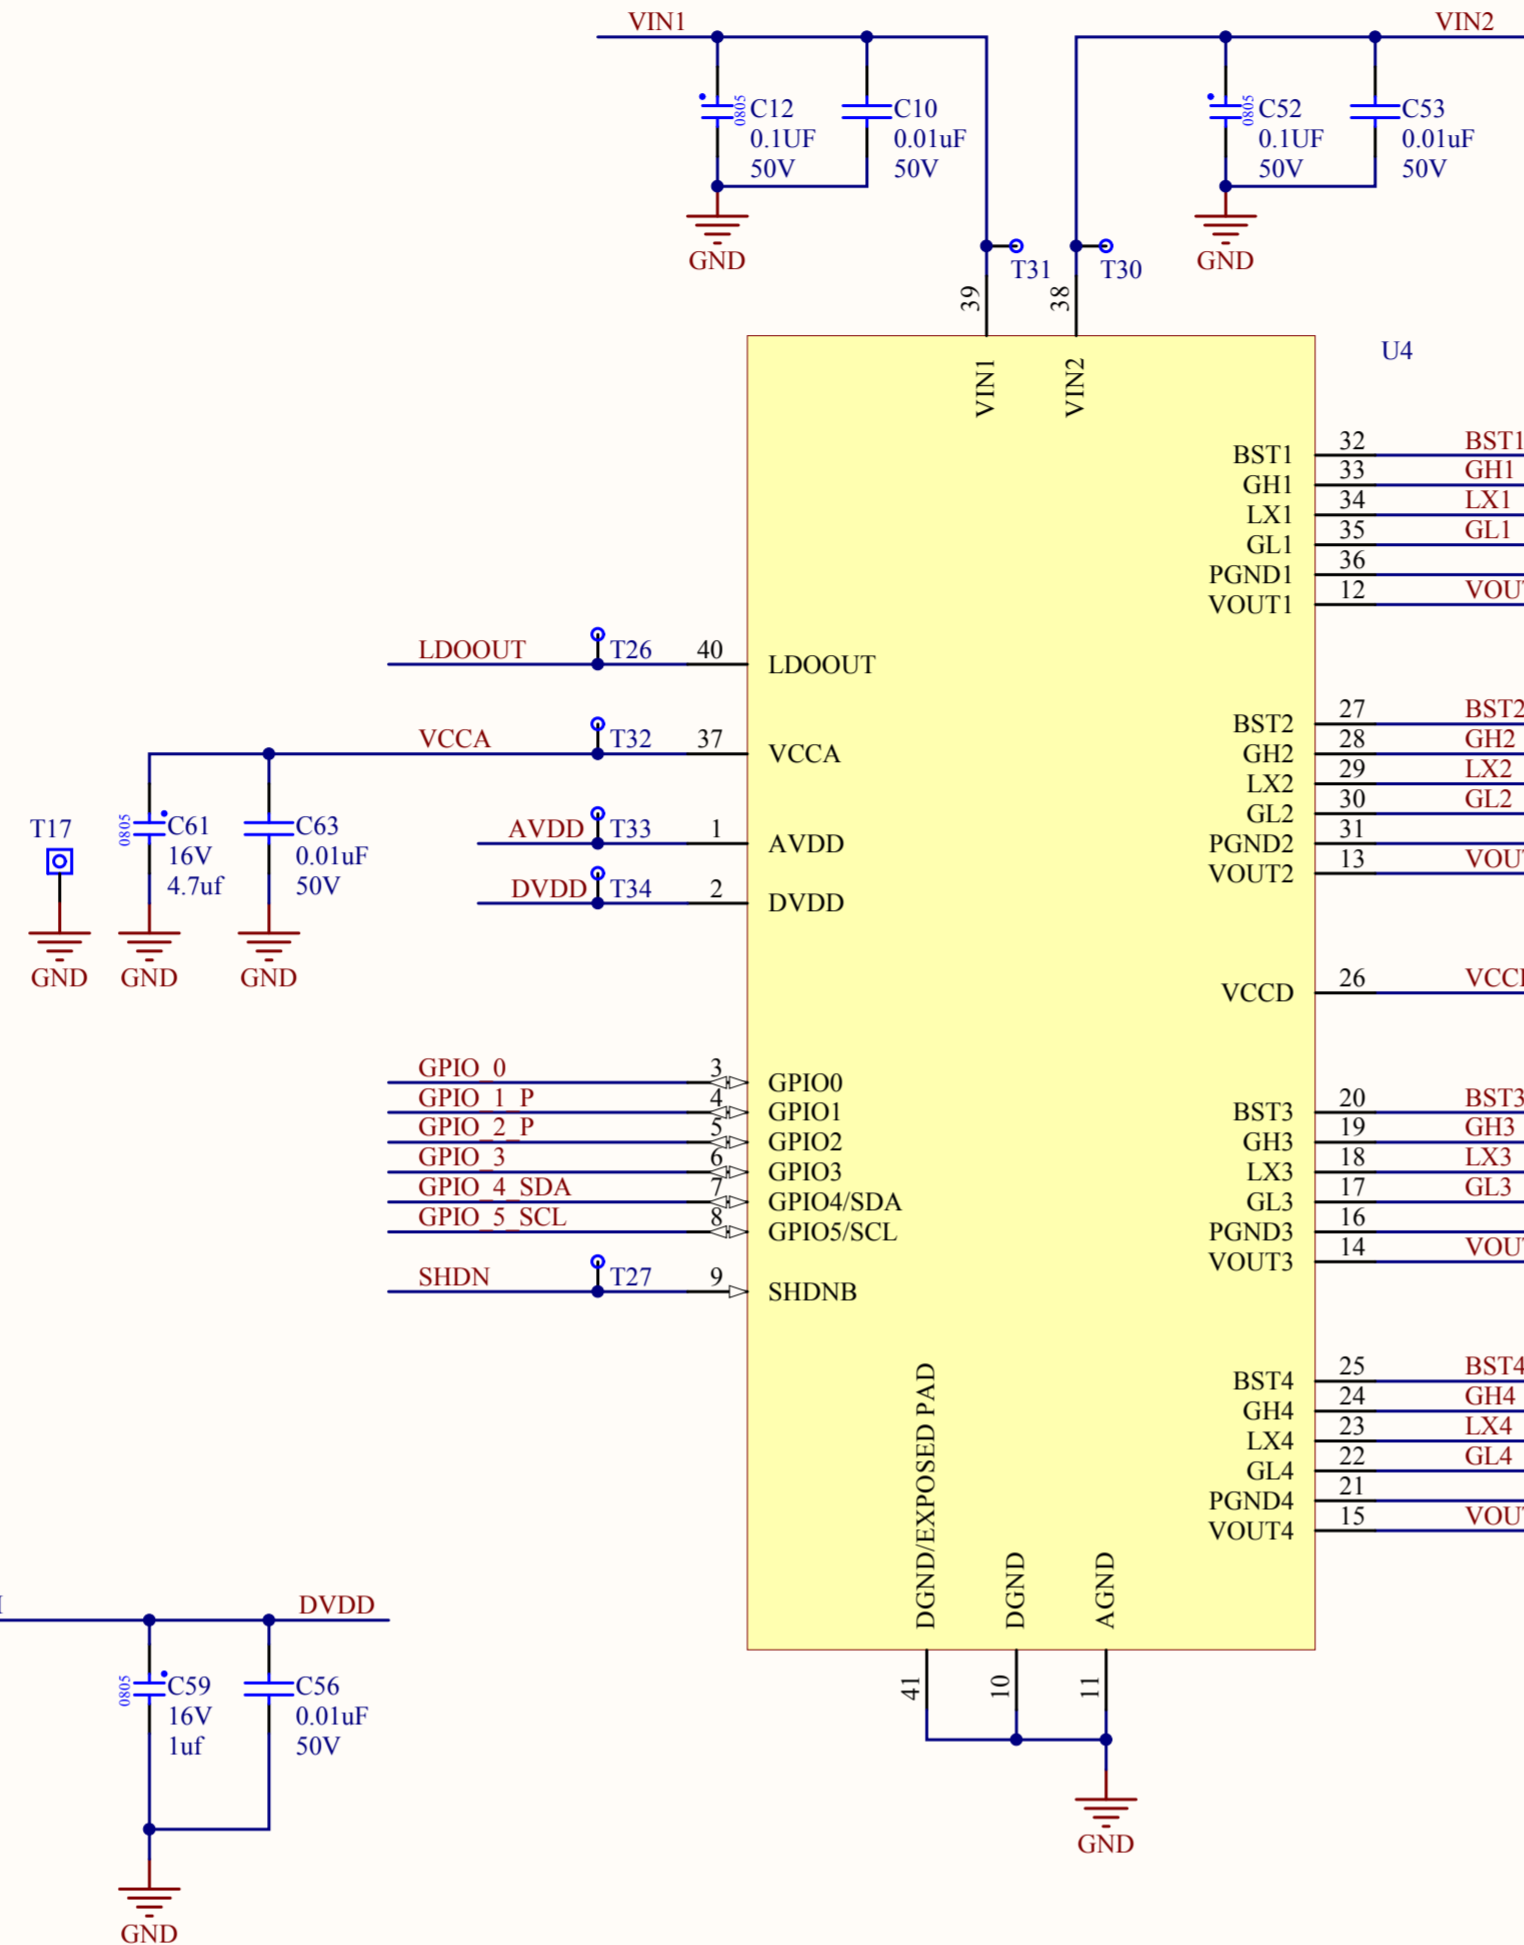 VIN1
VIN2
0805
C12
0.1UF
50V
C10
0.01uF
50V
0805
C52
0.1UF
50V
C53
0.01uF
50V
GND
GND
T31
T30
39
38
U4
VIN1
VIN2
BST1 32 BST1
GH1 33 GH1
LX1 34 LX1
GL1 35 GL1
PGND1 36
VOUT1 12 VOU
LDOOUT T26 40 LDOOUT
BST2 27 BST2
GH2 28 GH2
LX2 29 LX2
GL2 30 GL2
PGND2 31
VOUT2 13 VOU
VCCA T32 37 VCCA
T17
0805
C61
16V
4.7uf
C63
0.01uF
50V
AVDD T33 1 AVDD
DVDD T34 2 DVDD
GND
GND
GND
VCCD 26 VCC
GPIO_0 3 GPIO0
GPIO_1_P 4 GPIO1
GPIO_2_P 5 GPIO2
GPIO_3 6 GPIO3
GPIO_4_SDA 7 GPIO4/SDA
GPIO_5_SCL 8 GPIO5/SCL
SHDN T27 9 SHDNB
BST3 20 BST3
GH3 19 GH3
LX3 18 LX3
GL3 17 GL3
PGND3 16
VOUT3 14 VOU
BST4 25 BST4
GH4 24 GH4
LX4 23 LX4
GL4 22 GL4
PGND4 21
VOUT4 15 VOU
DGND/EXPOSED PAD
DGND
AGND
41
10
11
GND
DVDD
0805
C59
16V
1uf
C56
0.01uF
50V
GND